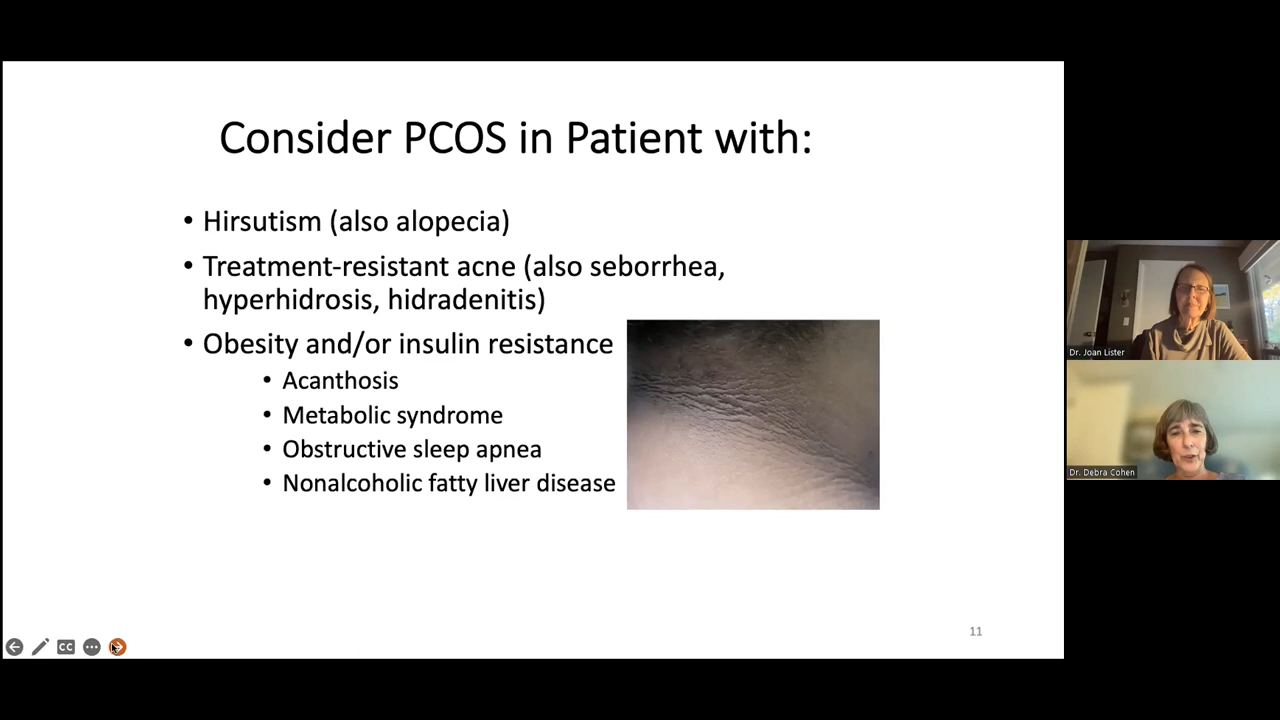 Consider PCOS in Patient with:
• Hirsutism (also alopecia)
• Treatment-resistant acne (also seborrhea,
hyperhidrosis, hidradenitis)
• Obesity and/or insulin resistance
• Acanthosis
• Metabolic syndrome
• Obstructive sleep apnea
• Nonalcoholic fatty liver disease
11
CC
Dr. Joan Lister
Dr. Debra Cohen